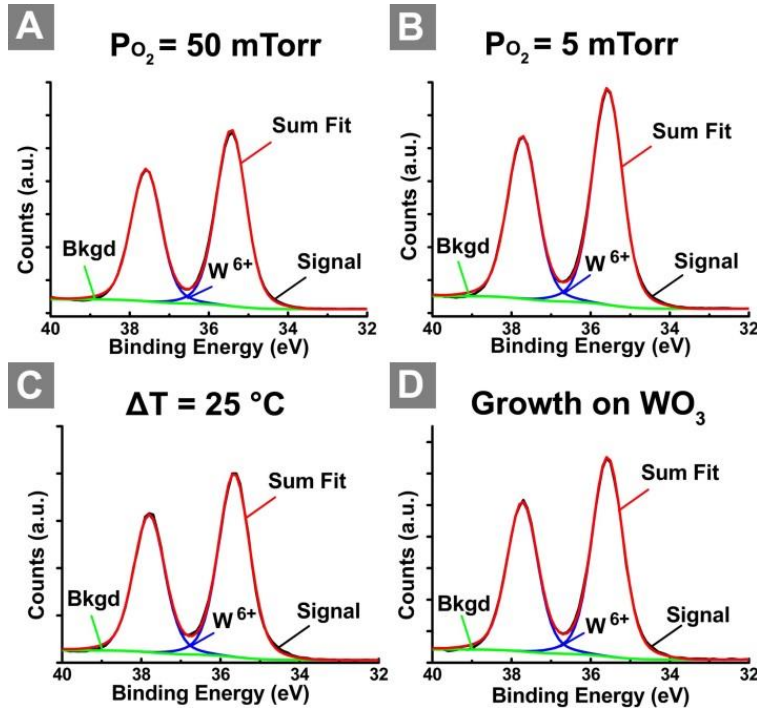 A
P O₂ = 50 mTorr
Counts (a.u.)
Sum Fit
Bkgd
W 6+
Signal
40 38 36 34 32
Binding Energy (eV)
B
P O₂ = 5 mTorr
Counts (a.u.)
Sum Fit
Bkgd
W 6+
Signal
40 38 36 34 32
Binding Energy (eV)
C
ΔT = 25 °C
Counts (a.u.)
Sum Fit
Bkgd
W 6+
Signal
40 38 36 34 32
Binding Energy (eV)
D
Growth on WO₃
Counts (a.u.)
Sum Fit
Bkgd
W 6+
Signal
40 38 36 34 32
Binding Energy (eV)